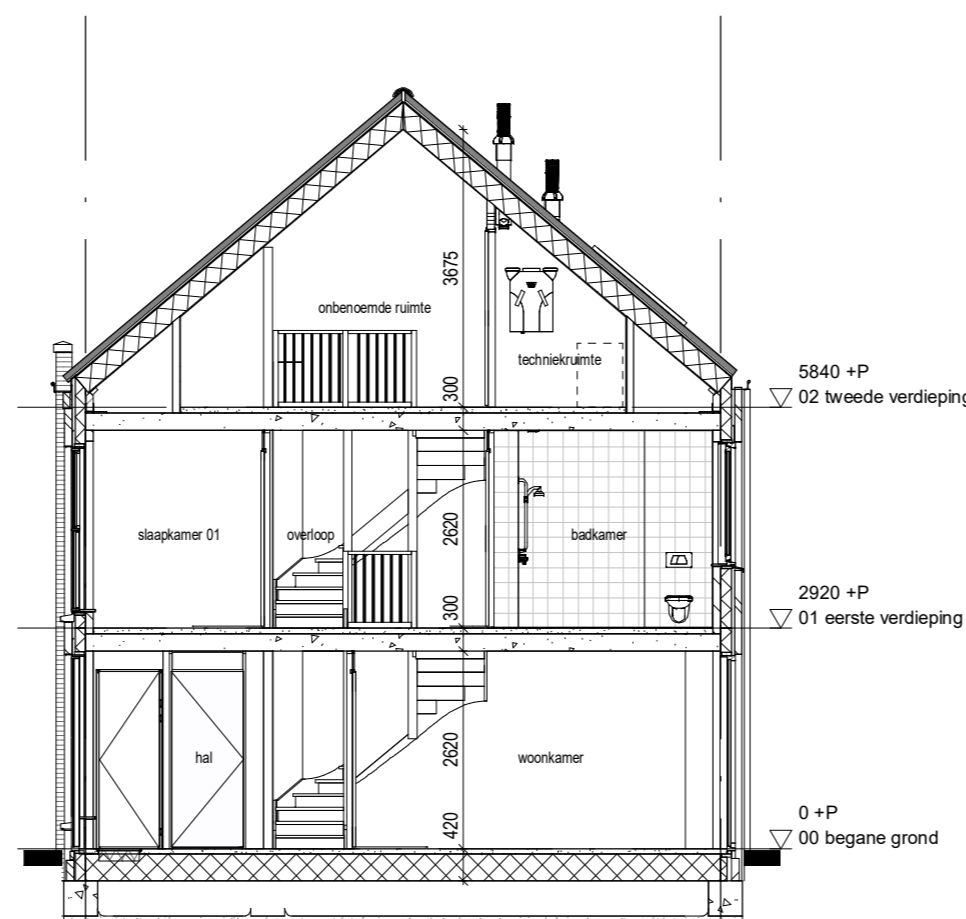 3675
onbenoemde ruimte
techniekruimte
300
5840 +P
02 tweede verdieping
slaapkamer 01
overloop
2620
badkamer
300
2920 +P
01 eerste verdieping
hal
2620
woonkamer
420
0 +P
00 begane grond